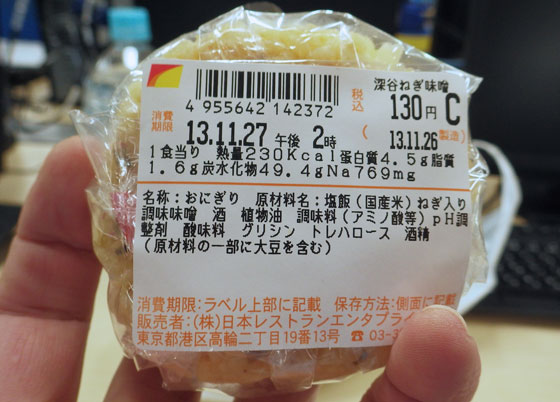 深谷ねぎ味噌
4 955642 142372
税込 130円 C
消費期限 13.11.27 午後 2時 ( 13.11.26 製造 )
1食当り 熱量230Kcal蛋白質4.5g脂質
1.6g炭水化物49.4gNa769mg
名称:おにぎり 原材料名:塩飯(国産米)ねぎ入り
調味味噌 酒 植物油 調味料(アミノ酸等)pH調
整剤 酸味料 グリシン トレハロース 酒精
(原材料の一部に大豆を含む)
消費期限:ラベル上部に記載 保存方法:側面に記載
販売者:(株)日本レストランエンタプライ
東京都港区高輪二丁目19番13号 ☎03-3